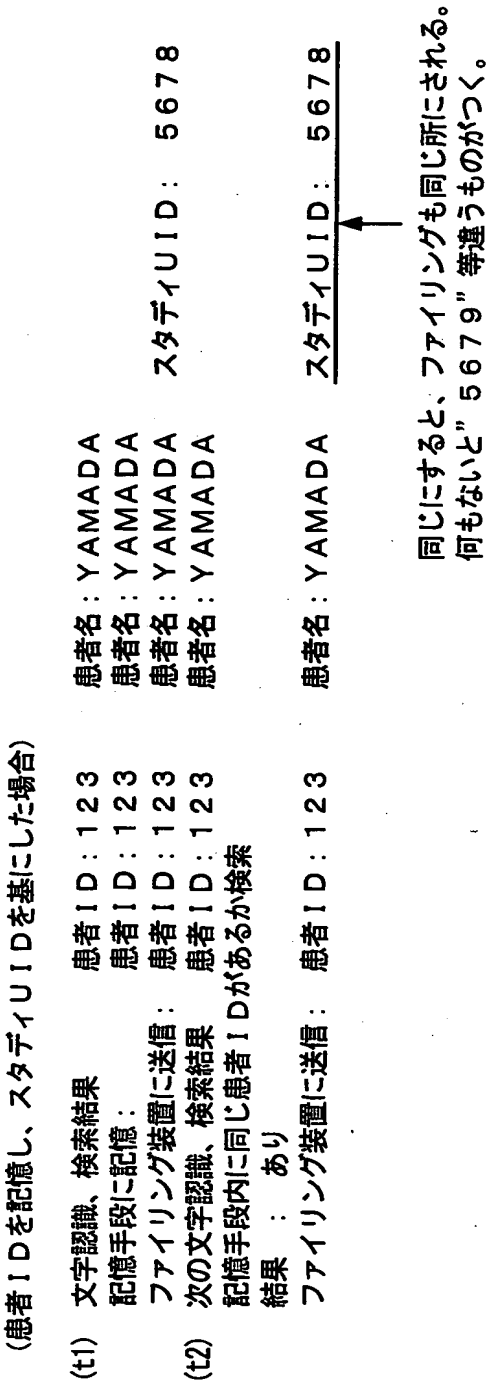 (患者ＩＤを記憶し、スタディＵＩＤを基にした場合)
(t1) 文字認識、検索結果 患者ＩＤ：１２３ 患者名：ＹＡＭＡＤＡ
記憶手段に記憶： 患者ＩＤ：１２３ 患者名：ＹＡＭＡＤＡ
ファイリング装置に送信： 患者ＩＤ：１２３ 患者名：ＹＡＭＡＤＡ スタディＵＩＤ： ５６７８
(t2) 次の文字認識、検索結果 患者ＩＤ：１２３ 患者名：ＹＡＭＡＤＡ
記憶手段内に同じ患者ＩＤがあるか検索
結果 ： あり
ファイリング装置に送信： 患者ＩＤ：１２３ 患者名：ＹＡＭＡＤＡ スタディＵＩＤ： ５６７８
同じにすると、ファイリングも同じ所にされる。
何もないと”５６７９”等違うものがつく。